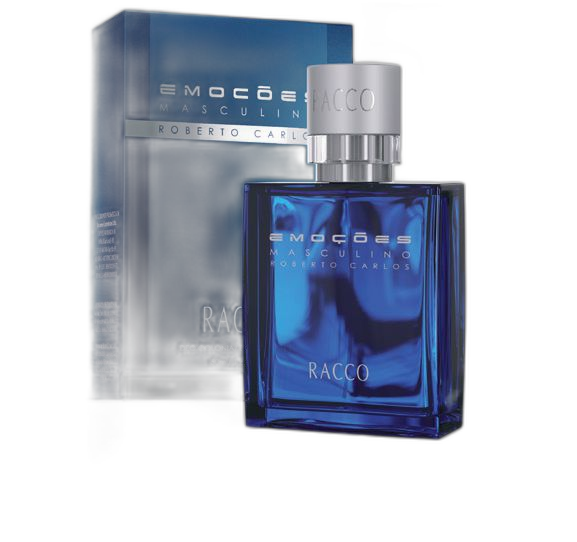 EMOÇÕES
MASCULINO
ROBERTO CARLOS
RACCO
RACCO
EMOÇÕES
MASCULINO
ROBERTO CARLOS
RACCO